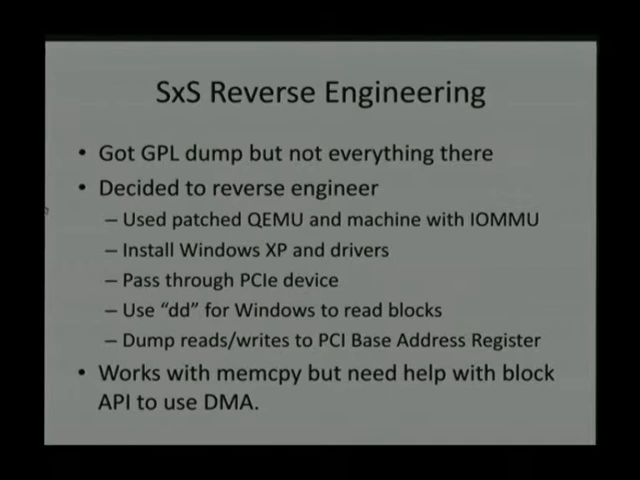 SxS Reverse Engineering
• Got GPL dump but not everything there
• Decided to reverse engineer
– Used patched QEMU and machine with IOMMU
– Install Windows XP and drivers
– Pass through PCIe device
– Use “dd” for Windows to read blocks
– Dump reads/writes to PCI Base Address Register
• Works with memcpy but need help with block
API to use DMA.